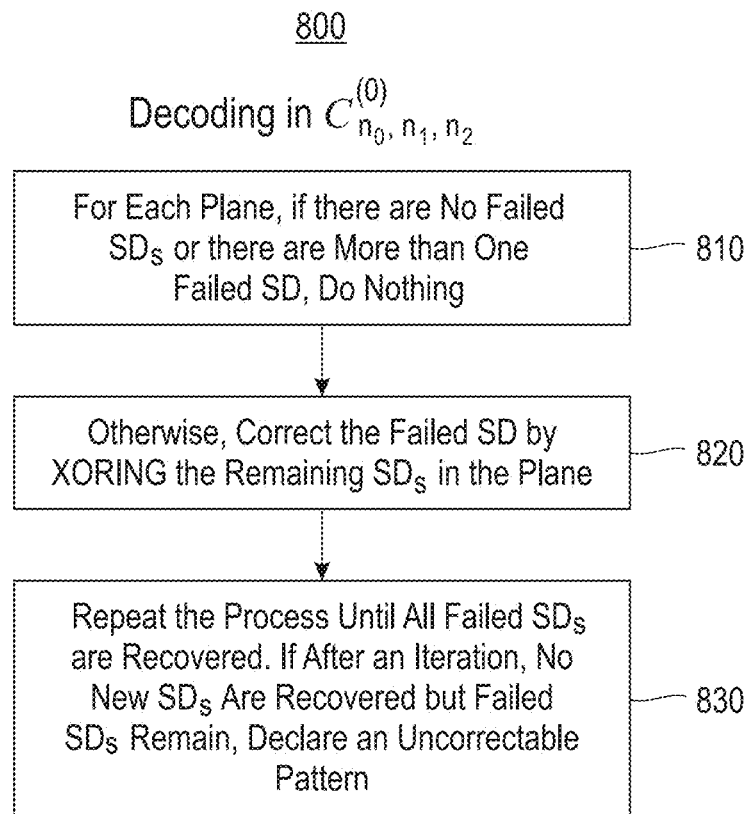 800
Decoding in C^{(0)}_{n_0, n_1, n_2}
For Each Plane, if there are No Failed
SDs or there are More than One
Failed SD, Do Nothing
810
Otherwise, Correct the Failed SD by
XORING the Remaining SDs in the Plane
820
Repeat the Process Until All Failed SDs
are Recovered. If After an Iteration, No
New SDs Are Recovered but Failed
SDs Remain, Declare an Uncorrectable
Pattern
830